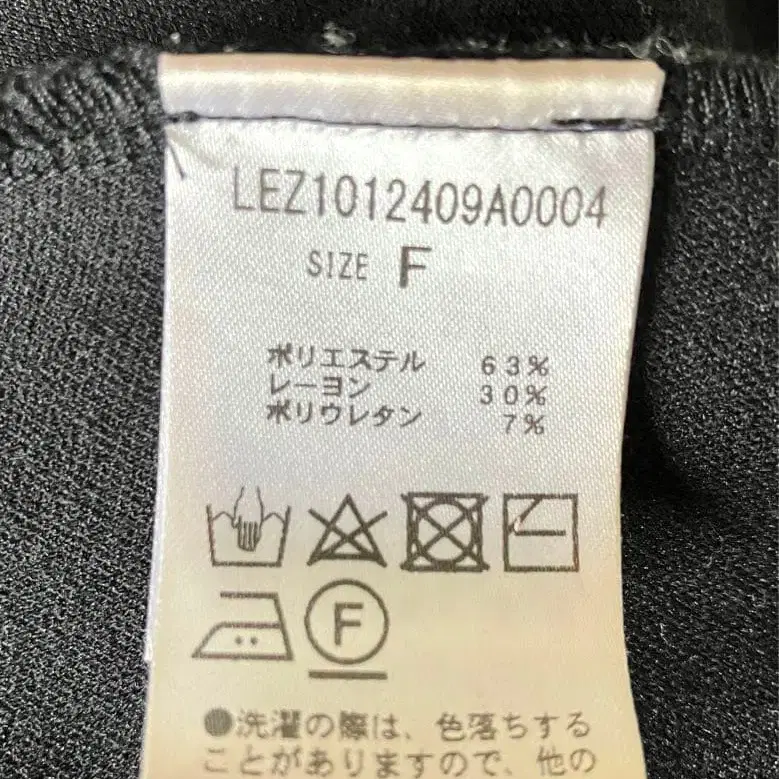 LEZ1012409A0004
SIZE F
ポリエステル 63%
レーヨン 30%
ポリウレタン 7%
F
●洗濯の際は、色落ちする
ことがありますので、他の